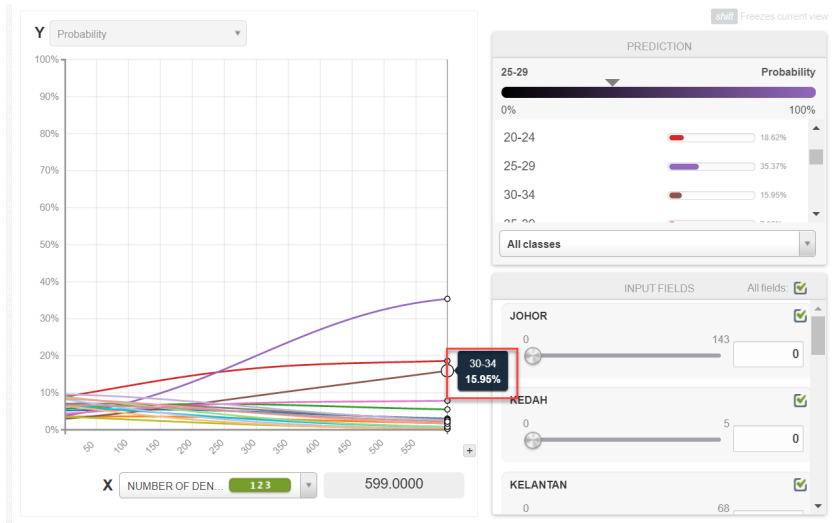 shift Freezes current view
Y Probability
100%
90%
80%
70%
60%
50%
40%
30%
20%
10%
0%
50 100 150 200 250 300 350 400 450 500 550
30-34
15.95%
+
X NUMBER OF DEN... 1 2 3 599.0000
PREDICTION
25-29 Probability
0% 100%
20-24 18.62%
25-29 35.37%
30-34 15.95%
All classes
INPUT FIELDS All fields:
JOHOR
0 143 0
KEDAH
0 5 0
KELANTAN
0 68